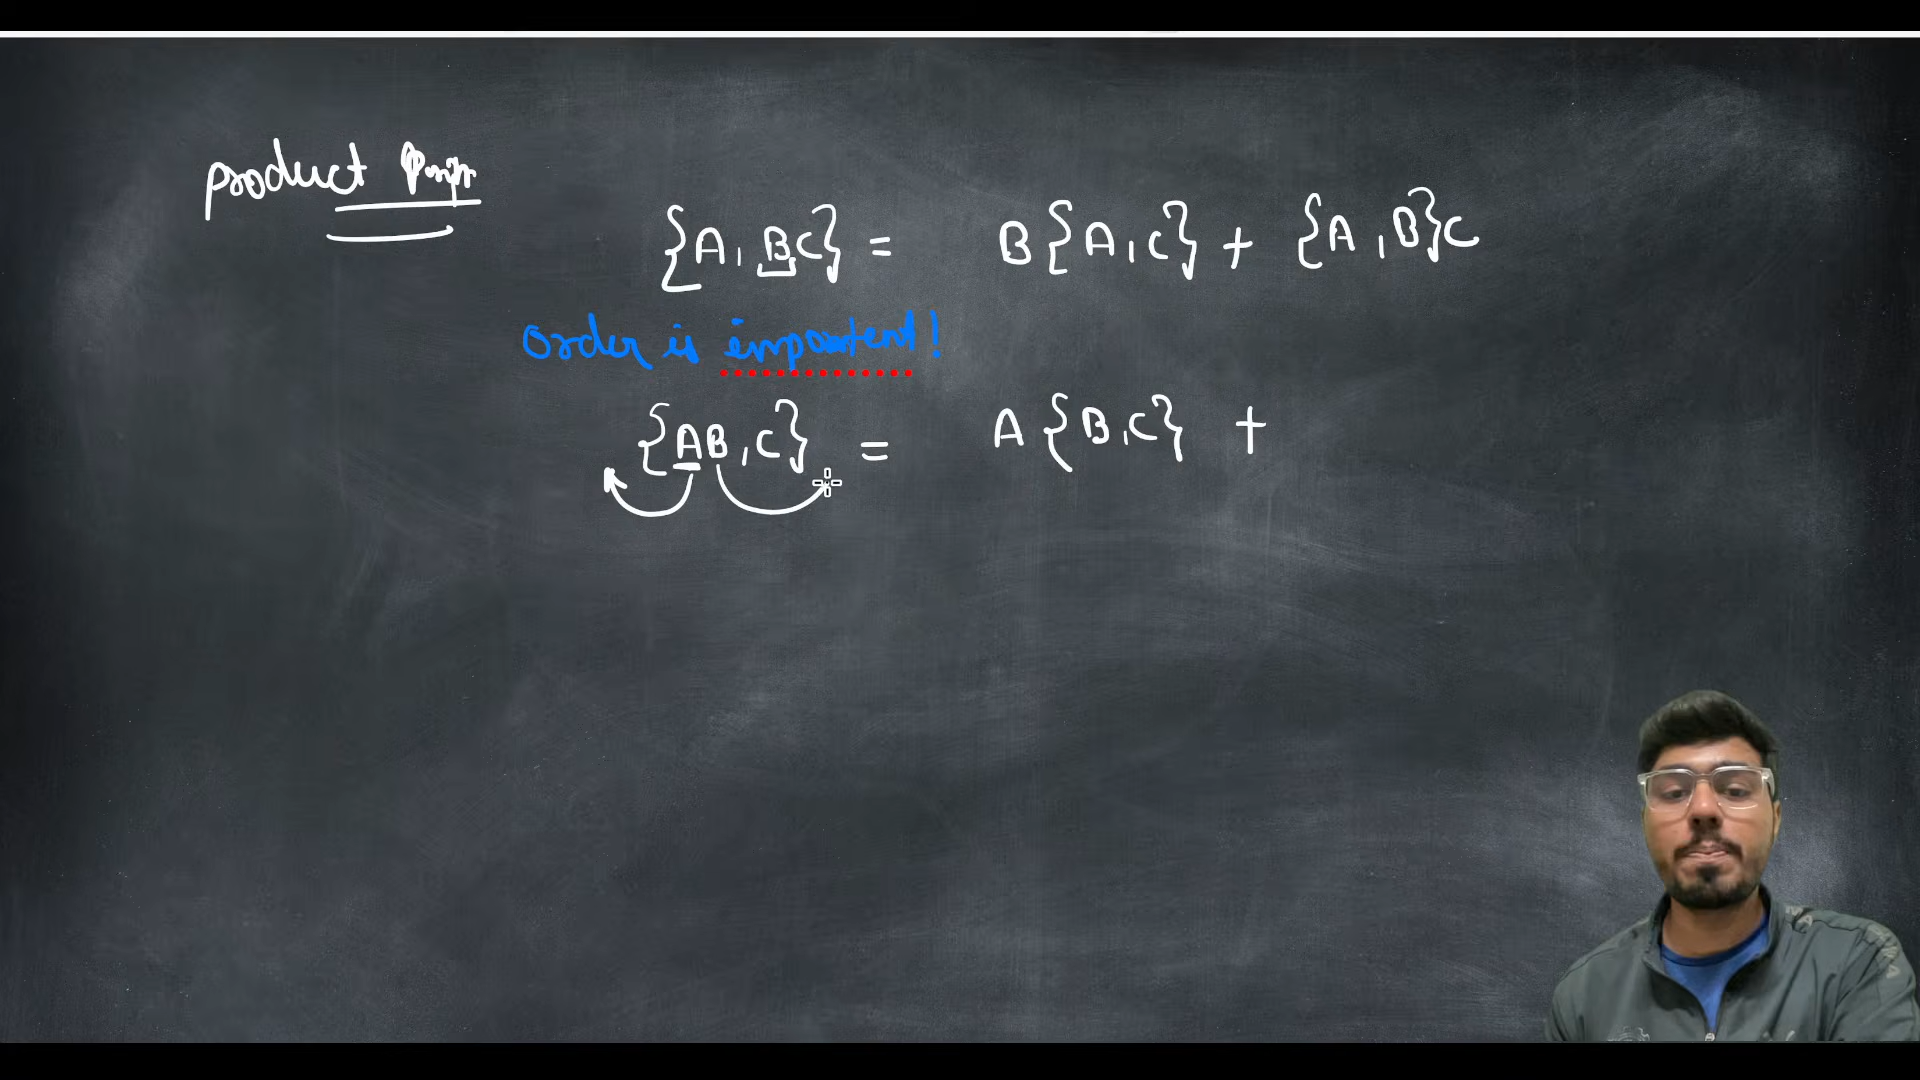 product
{A, BC} = B{A, C} + {A, B}C
Order is important!
{AB, C} = A{B, C} +